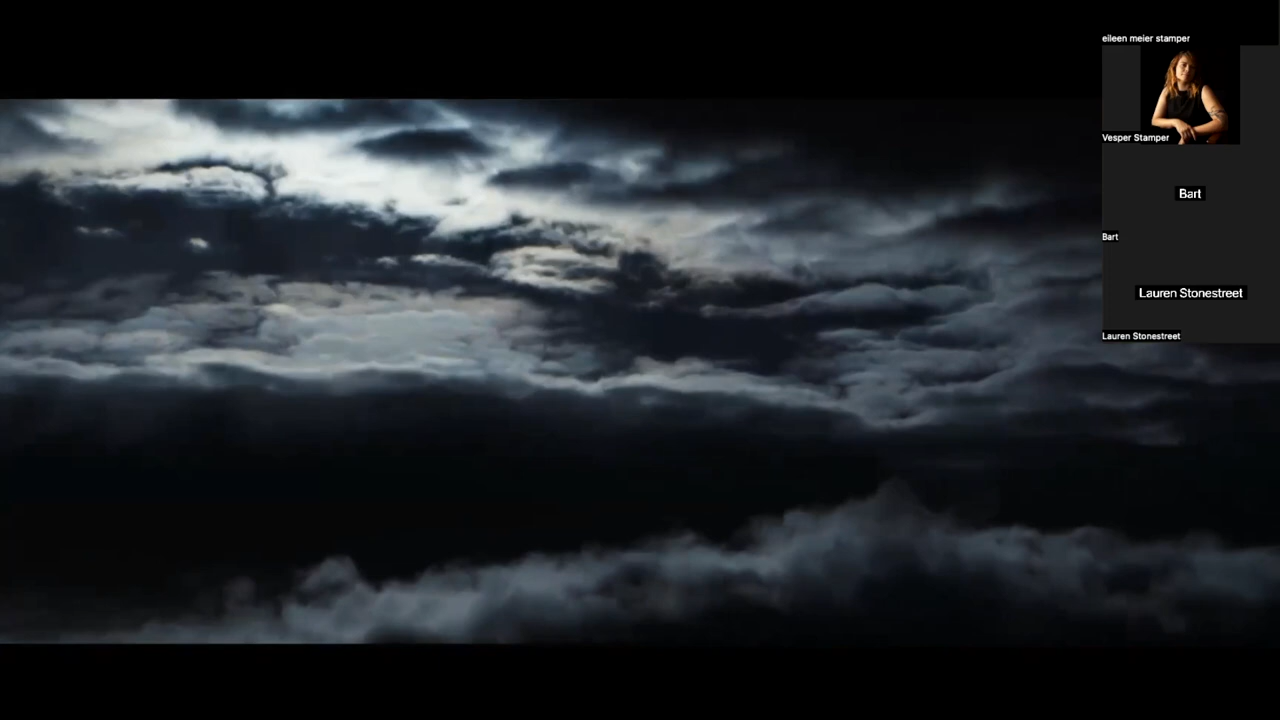 eileen meier stamper
Vesper Stamper
Bart
Bart
Lauren Stonestreet
Lauren Stonestreet